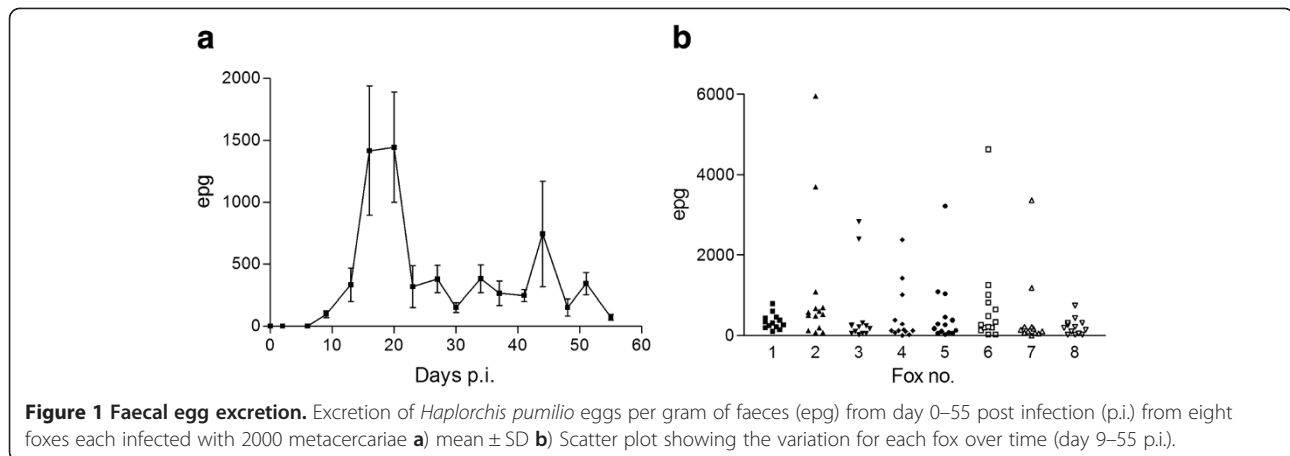 a
b
2000
1500
1000
500
0
epg
0 10 20 30 40 50 60
Days p.i.
6000
4000
2000
0
epg
1 2 3 4 5 6 7 8
Fox no.
Figure 1 Faecal egg excretion. Excretion of Haplorchis pumilio eggs per gram of faeces (epg) from day 0–55 post infection (p.i.) from eight
foxes each infected with 2000 metacercariae a) mean ± SD b) Scatter plot showing the variation for each fox over time (day 9–55 p.i.).